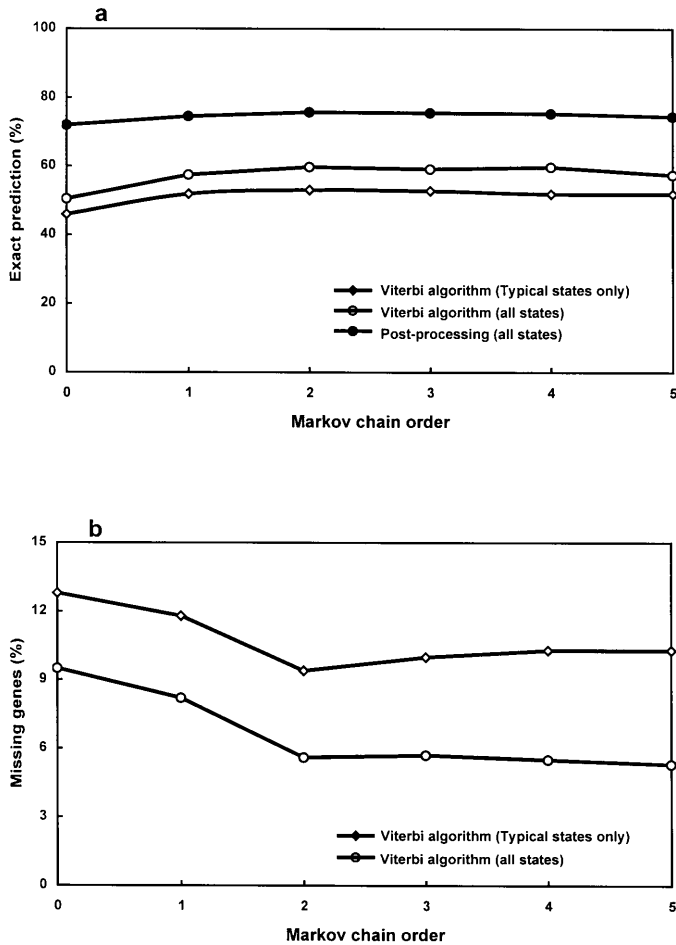 a
100
80
60
40
20
0
Exact prediction (%)
Viterbi algorithm (Typical states only)
Viterbi algorithm (all states)
Post-processing (all states)
0 1 2 3 4 5
Markov chain order
b
15
12
9
6
3
0
Missing genes (%)
Viterbi algorithm (Typical states only)
Viterbi algorithm (all states)
0 1 2 3 4 5
Markov chain order